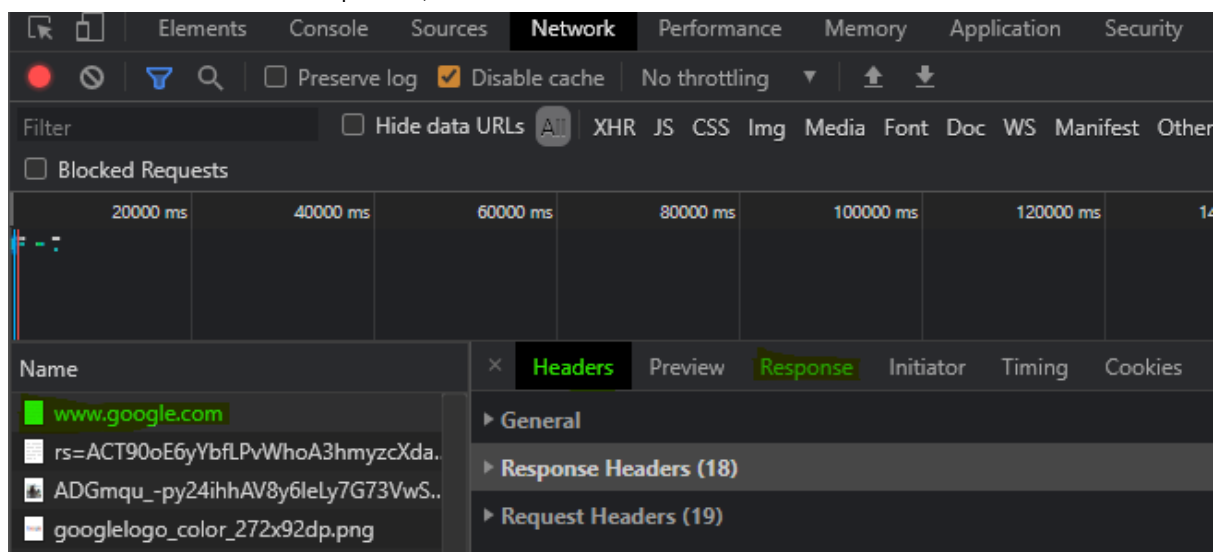 Elements Console Sources Network Performance Memory Application Security
Preserve log Disable cache No throttling
Filter Hide data URLs All XHR JS CSS Img Media Font Doc WS Manifest Other
Blocked Requests
20000 ms 40000 ms 60000 ms 80000 ms 100000 ms 120000 ms 14
Name × Headers Preview Response Initiator Timing Cookies
www.google.com
General
rs=ACT90oE6yYbfLPvWhoA3hmyzcXda..
Response Headers (18)
ADGmqu_-py24ihhAV8y6leLy7G73VwS..
googlelogo_color_272x92dp.png
Request Headers (19)